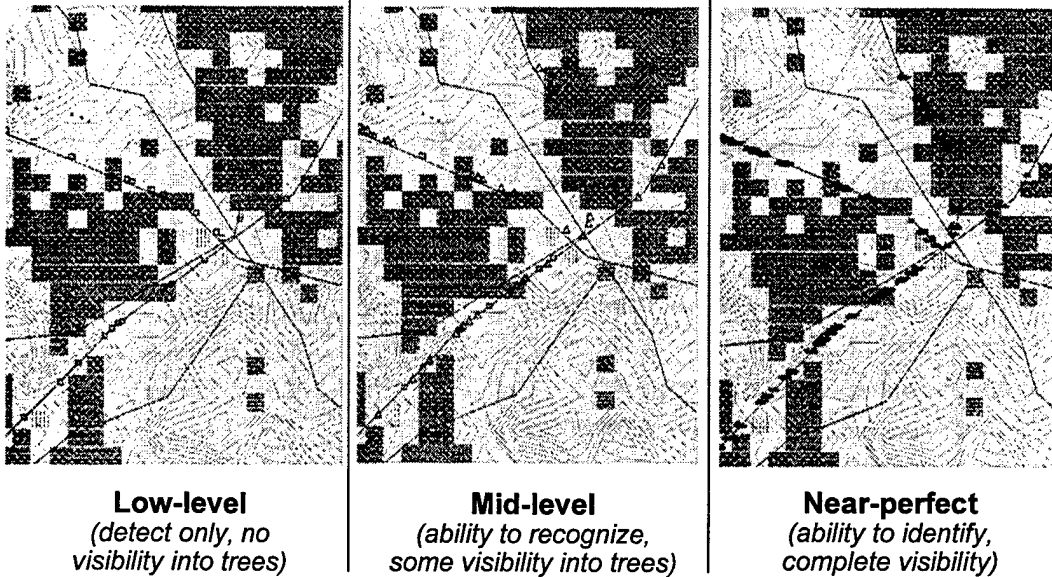 Low-level
(detect only, no
visibility into trees)
Mid-level
(ability to recognize,
some visibility into trees)
Near-perfect
(ability to identify,
complete visibility)